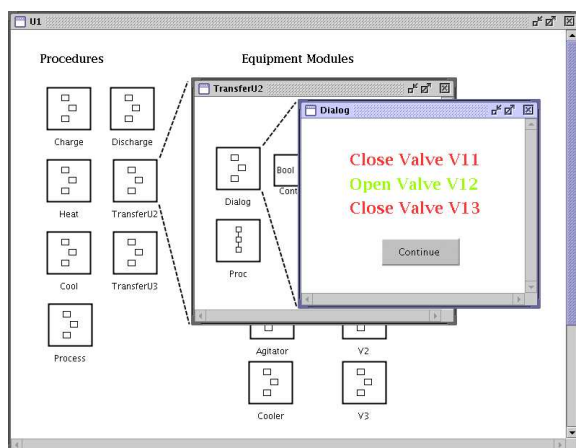 U1
Procedures
Equipment Modules
Charge
Discharge
Heat
TransferU2
Cool
TransferU3
Process
TransferU2
Dialog
Bool
Cont
Proc
Dialog
Close Valve V11
Open Valve V12
Close Valve V13
Continue
Agitator
V2
Cooler
V3